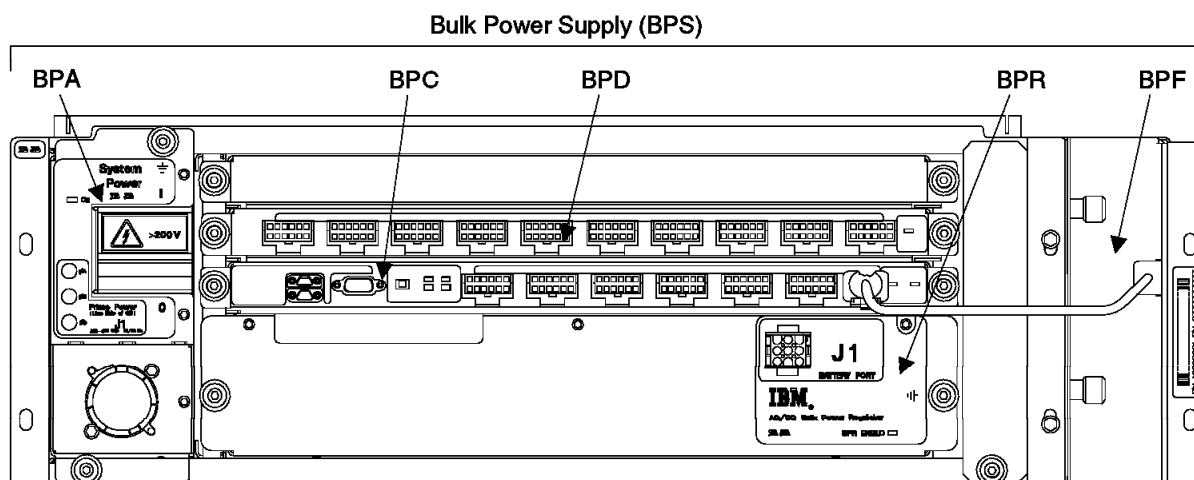 Bulk Power Supply (BPS)
BPA
BPC
BPD
BPR
BPF
System
Power
I
>200V
Prime Power
0
J1
J1
BATTERY PORT
IBM.
AC/DC Bulk Power Regulator